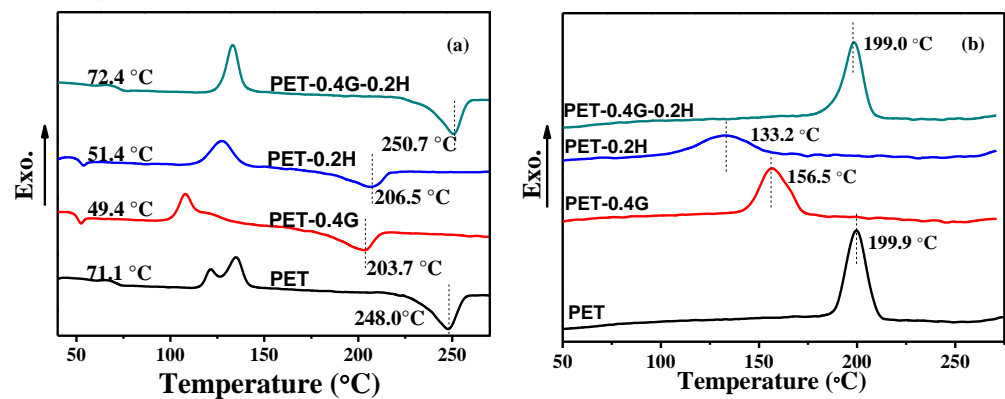 (a)
72.4 °C
PET-0.4G-0.2H
250.7 °C
51.4 °C
PET-0.2H
206.5 °C
49.4 °C
PET-0.4G
203.7 °C
71.1 °C
PET
248.0°C
Exo.
50 100 150 200 250
Temperature (°C)
(b)
199.0 °C
PET-0.4G-0.2H
133.2 °C
PET-0.2H
156.5 °C
PET-0.4G
199.9 °C
PET
Exo.
50 100 150 200 250
Temperature (°C)